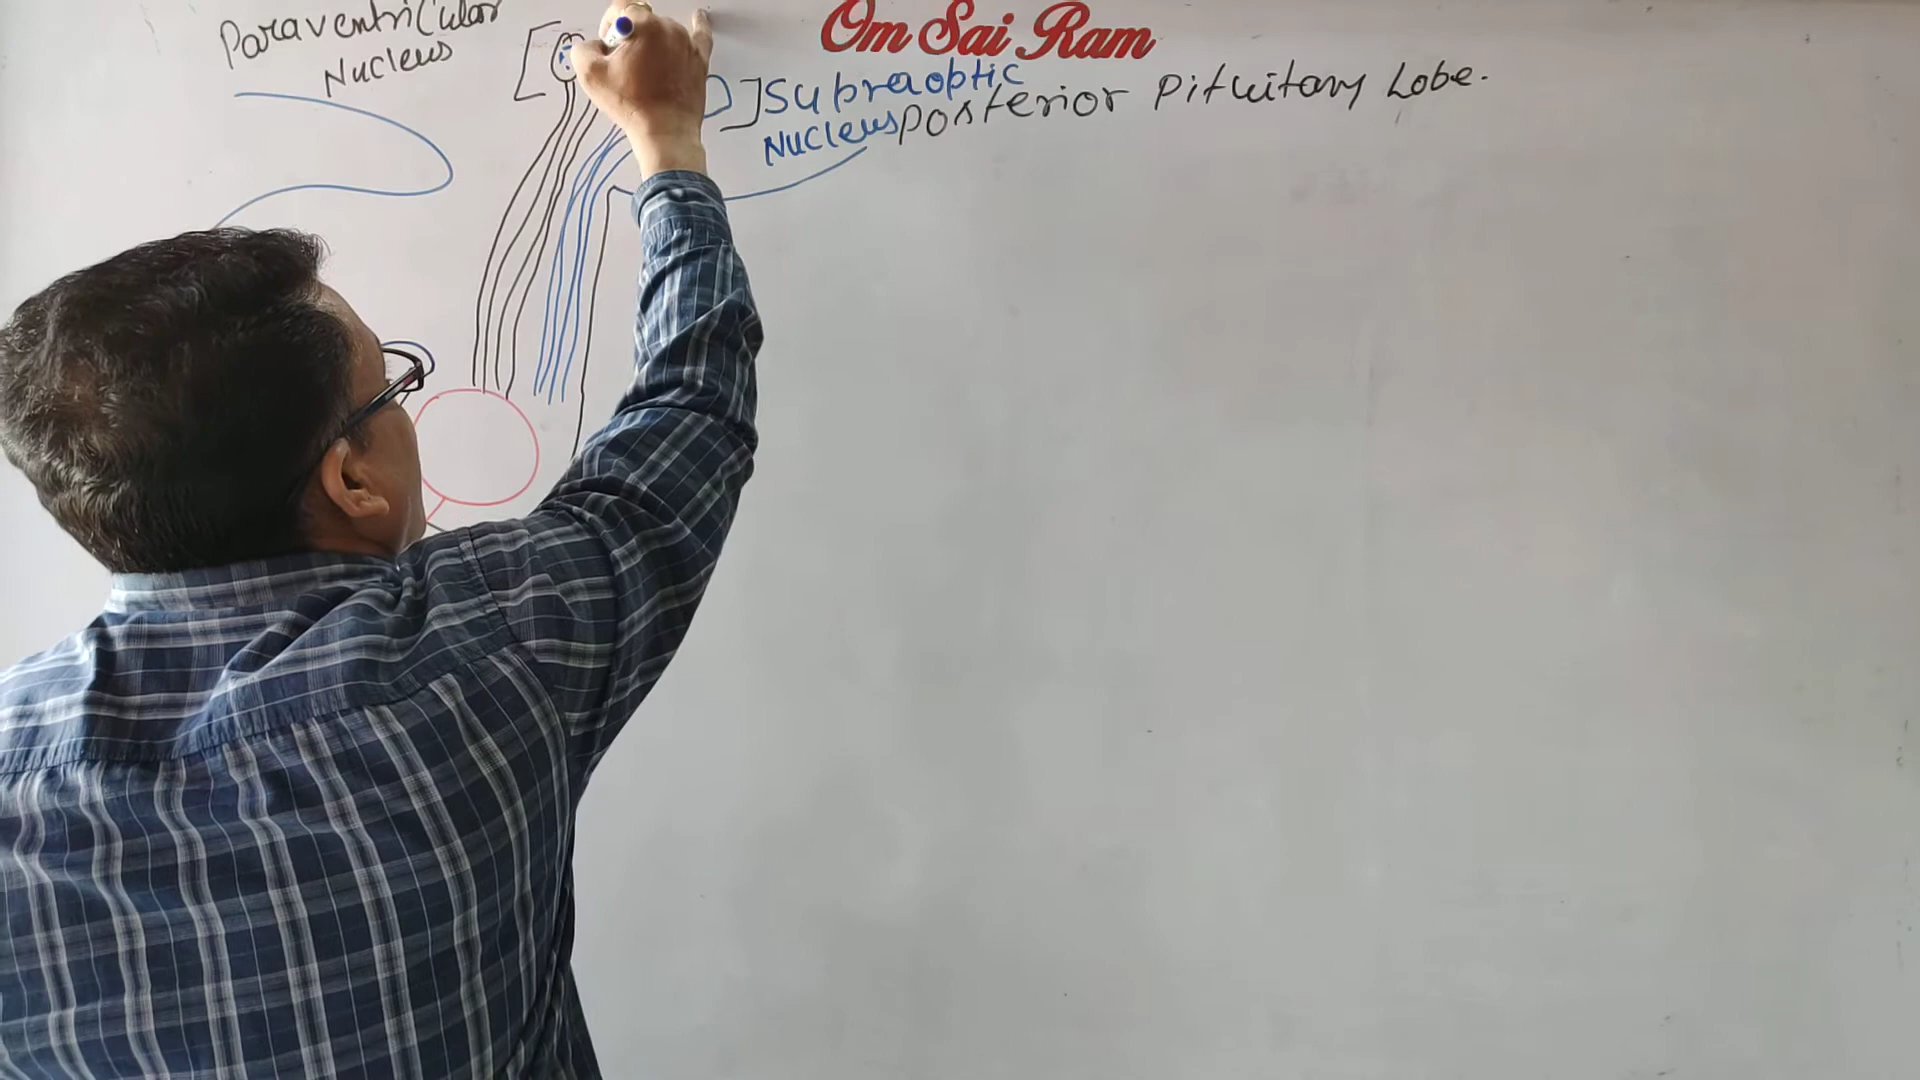 Paraventricular
Nucleus
Om Sai Ram
Supraoptic
Nucleus
Posterior Pituitary Lobe.